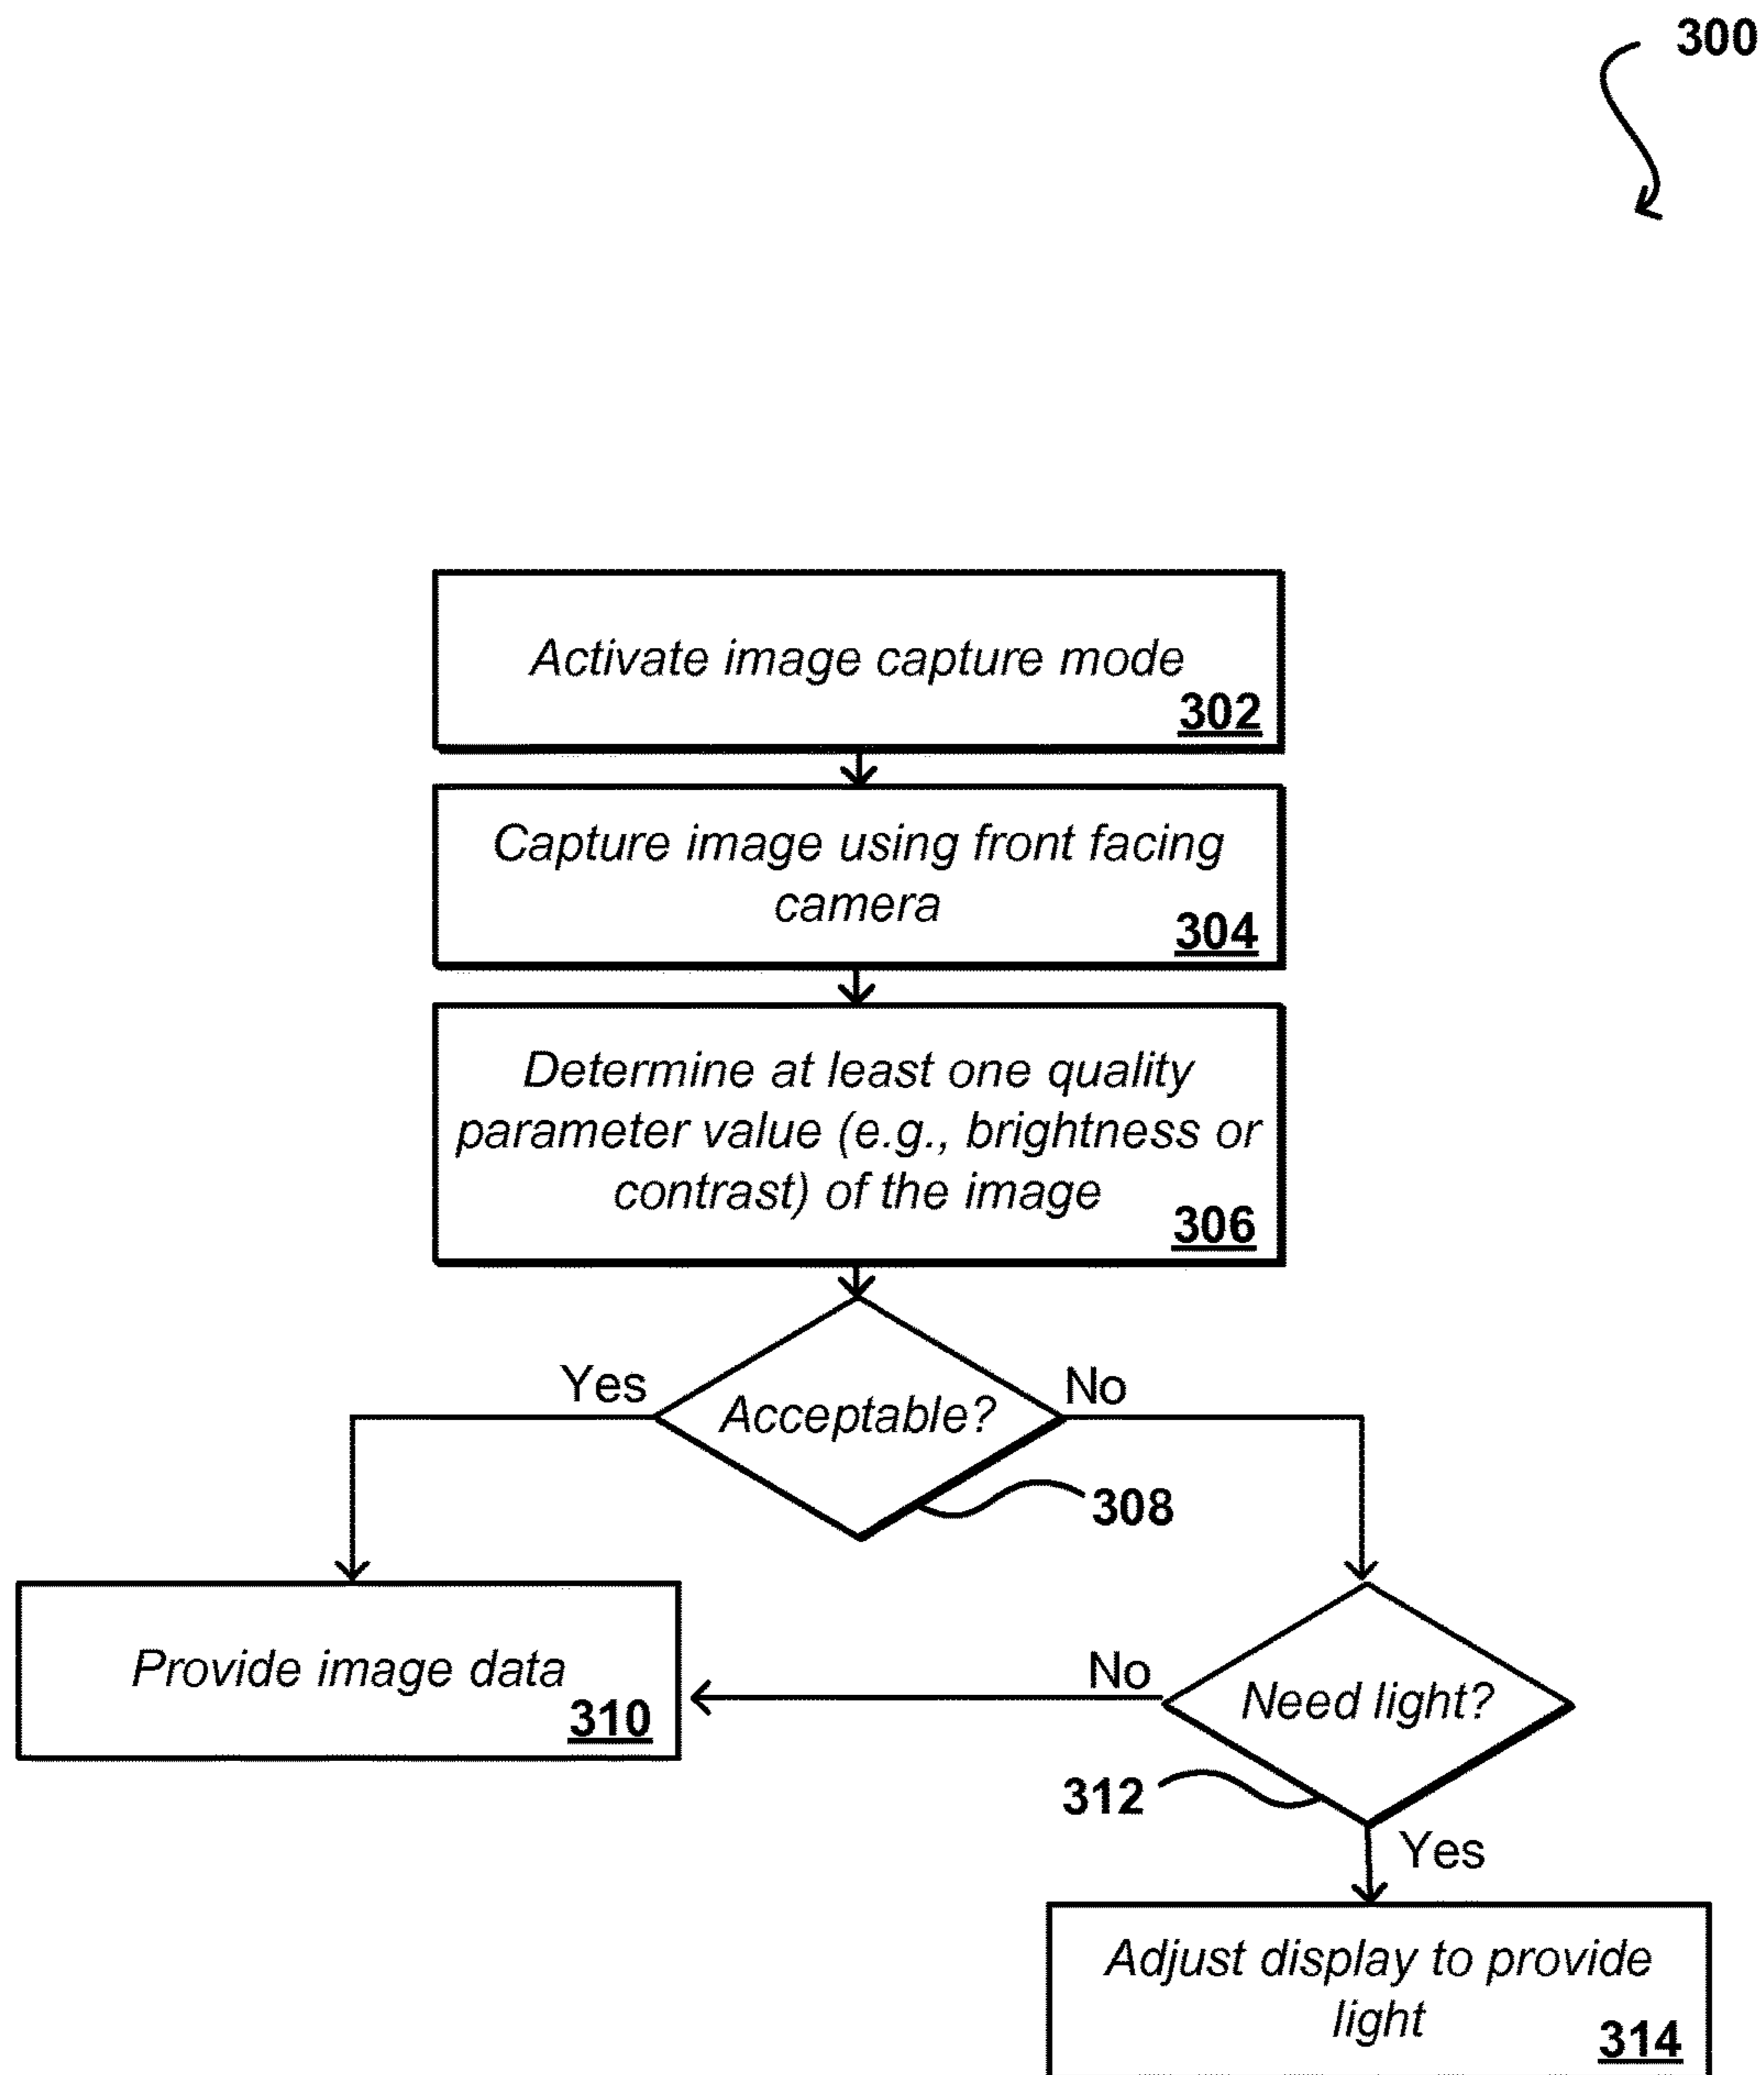 300
Activate image capture mode
302
Capture image using front facing
camera
304
Determine at least one quality
parameter value (e.g., brightness or
contrast) of the image
306
Yes
No
Acceptable?
308
Provide image data
310
No
Need light?
312
Yes
Adjust display to provide
light
314